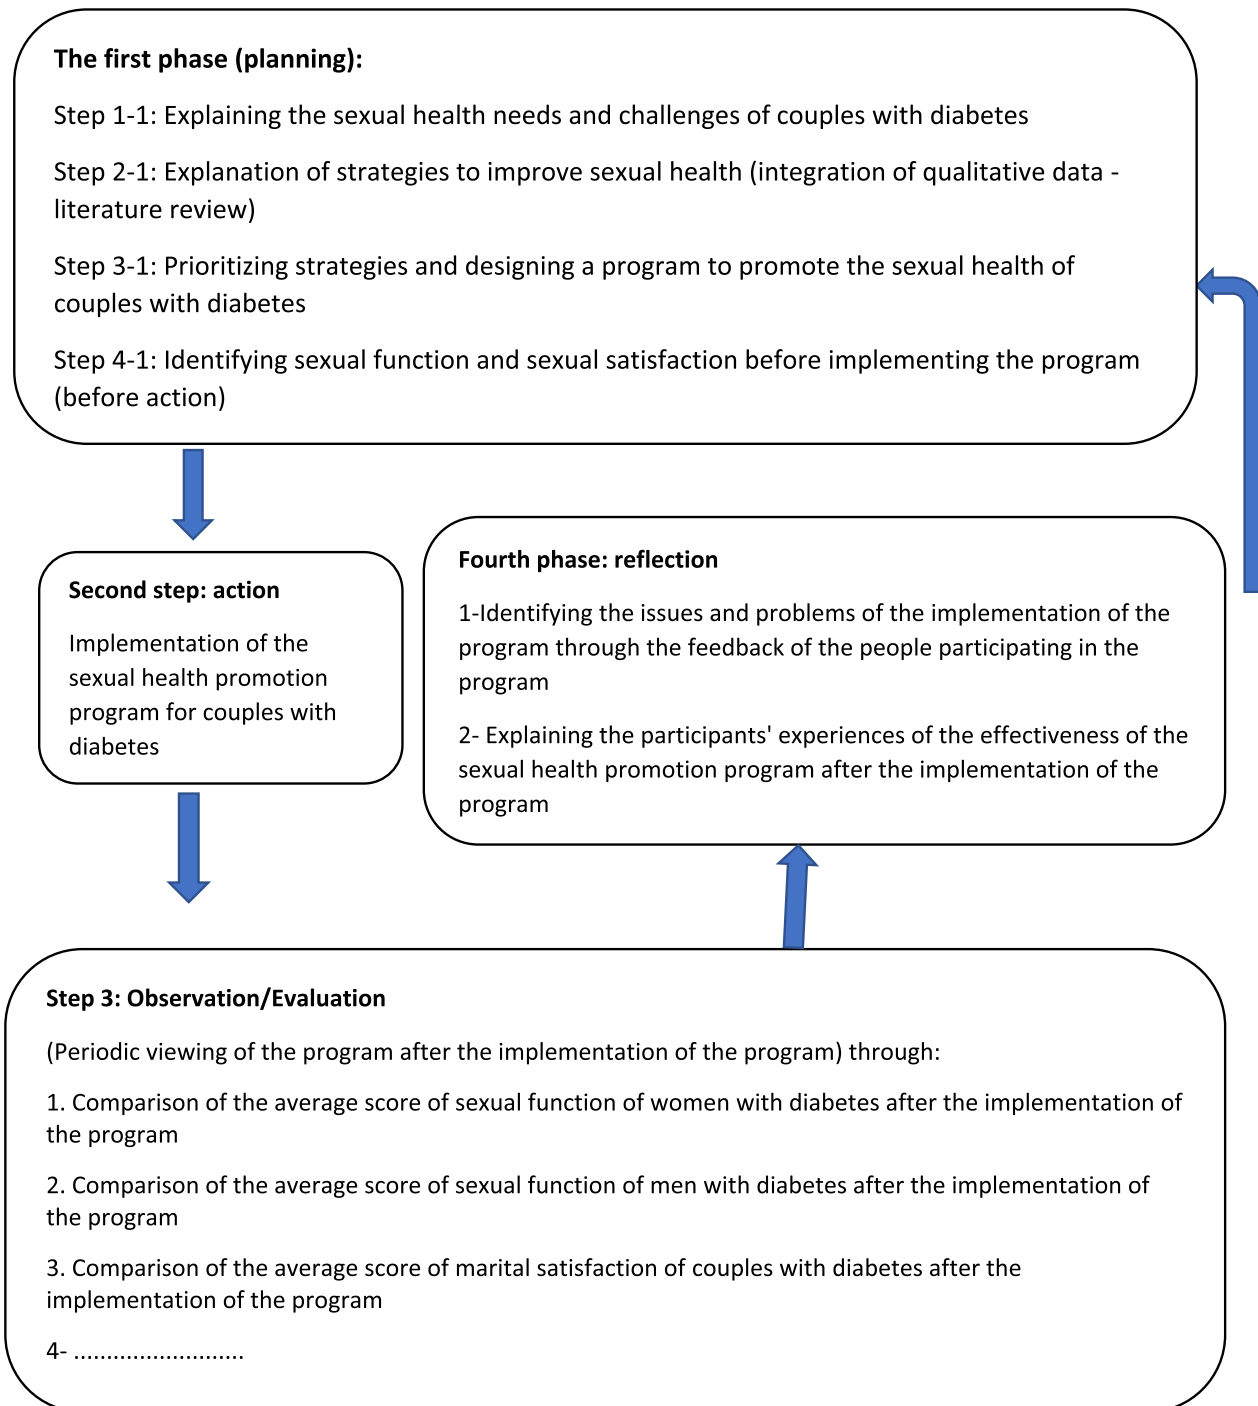 The first phase (planning):
Step 1-1: Explaining the sexual health needs and challenges of couples with diabetes
Step 2-1: Explanation of strategies to improve sexual health (integration of qualitative data -
literature review)
Step 3-1: Prioritizing strategies and designing a program to promote the sexual health of
couples with diabetes
Step 4-1: Identifying sexual function and sexual satisfaction before implementing the program
(before action)
Second step: action
Implementation of the
sexual health promotion
program for couples with
diabetes
Fourth phase: reflection
1-Identifying the issues and problems of the implementation of the
program through the feedback of the people participating in the
program
2- Explaining the participants' experiences of the effectiveness of the
sexual health promotion program after the implementation of the
program
Step 3: Observation/Evaluation
(Periodic viewing of the program after the implementation of the program) through:
1. Comparison of the average score of sexual function of women with diabetes after the implementation of
the program
2. Comparison of the average score of sexual function of men with diabetes after the implementation of
the program
3. Comparison of the average score of marital satisfaction of couples with diabetes after the
implementation of the program
4- ..........................